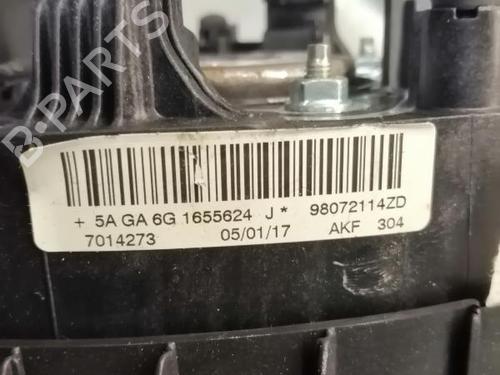 B-PARTS
+ 5A GA 6G 1655624 J * 98072114ZD
7014273 05/01/17 AKF 304